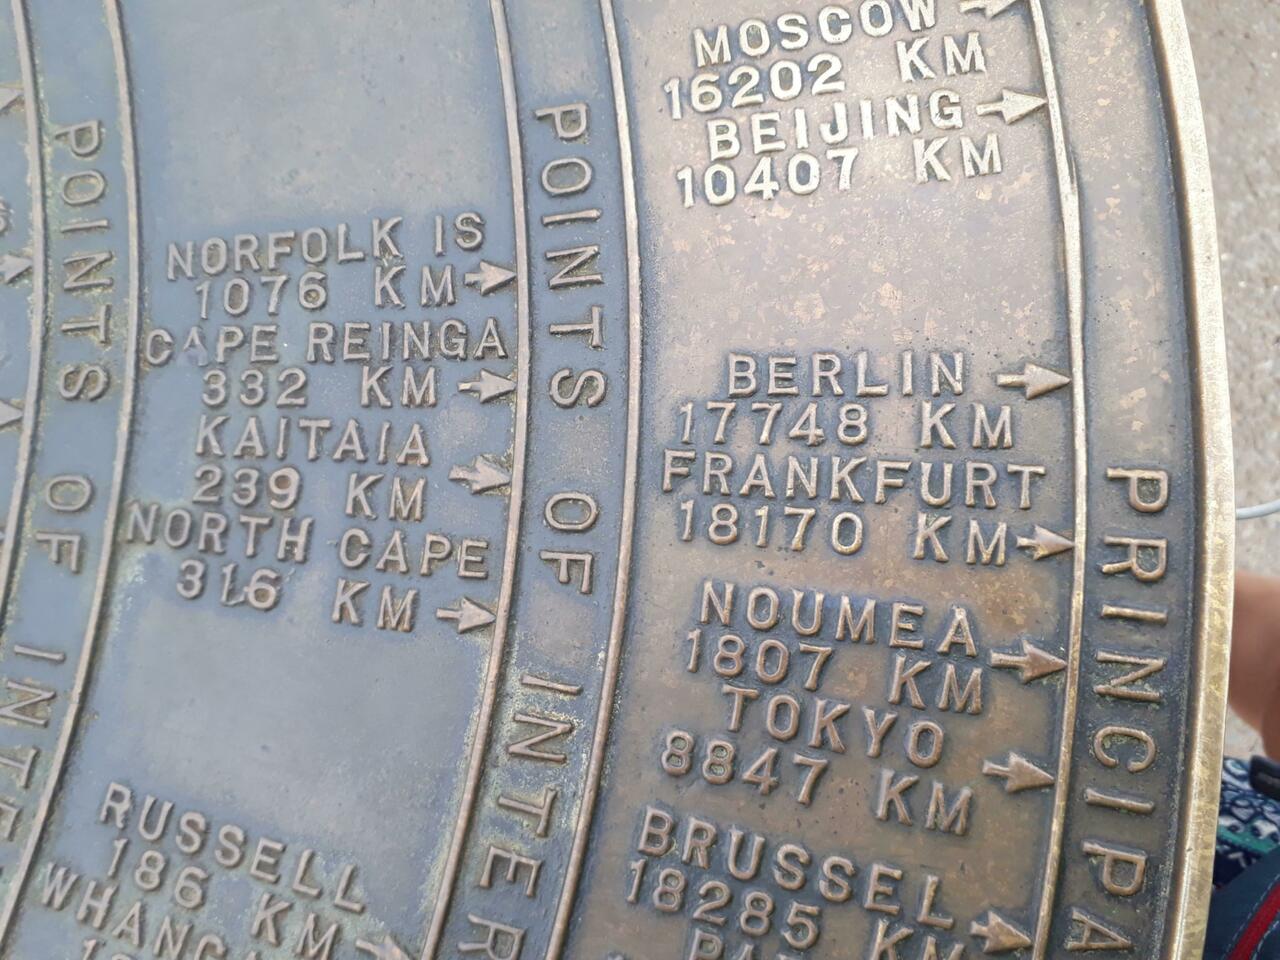 MOSCOW
16202 KM
BEIJING
10407 KM
BERLIN
17748 KM
FRANKFURT
18170 KM
NOUMEA
1807 KM
TOKYO
8847 KM
BRUSSEL
18285 KM
NORFOLK IS
1076 KM
CAPE REINGA
332 KM
KAITAIA
239 KM
NORTH CAPE
316 KM
RUSSELL
186 KM
POINTS OF INTE
POINTS OF INTER
PRINCIPA